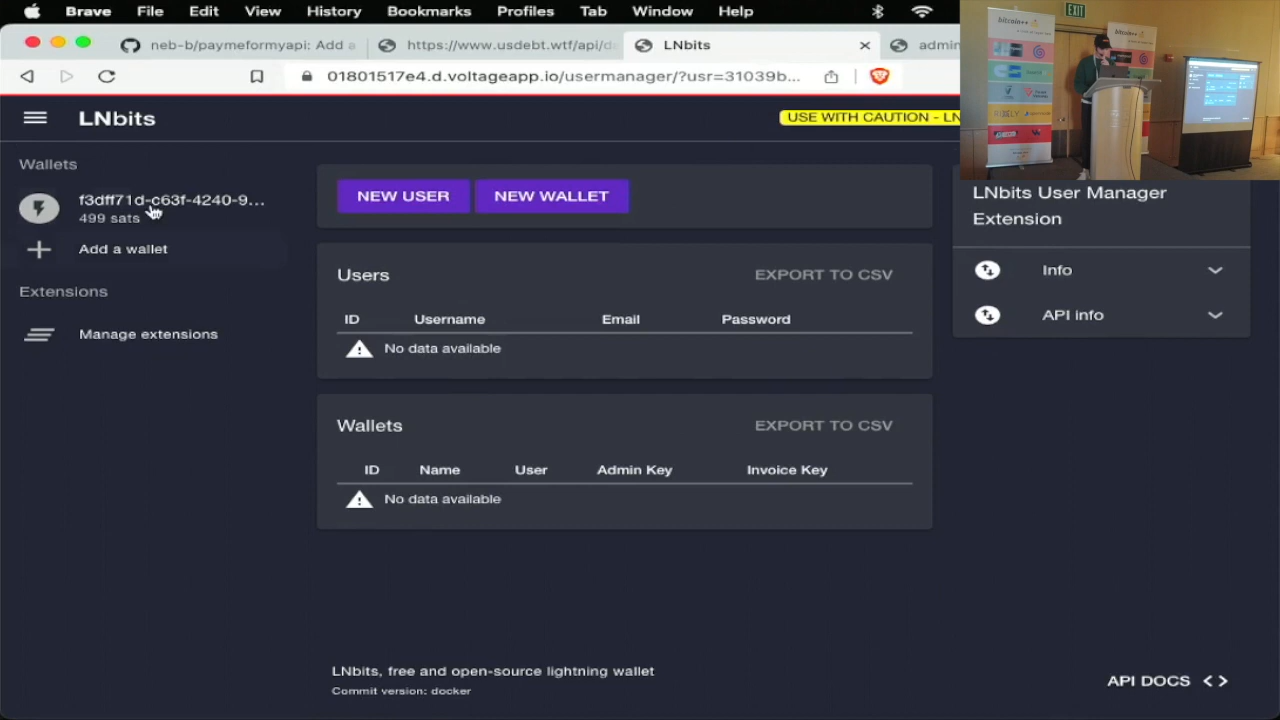 Brave File Edit View History Bookmarks Profiles Tab Window Help
neb-b/paymeformyapi: Add a
https://www.usdebt.wtf/api/de
LNbits
admin
01801517e4.d.voltageapp.io/usermanager/?usr=31039b...
LNbits
USE WITH CAUTION - LN
Wallets
f3dff71d-c63f-4240-9...
499 sats
Add a wallet
Extensions
Manage extensions
NEW USER
NEW WALLET
Users
EXPORT TO CSV
ID Username Email Password
No data available
Wallets
EXPORT TO CSV
ID Name User Admin Key Invoice Key
No data available
LNbits User Manager
Extension
Info
API info
LNbits, free and open-source lightning wallet
Commit version: docker
API DOCS
EXIT
bitcoin++
bitcoin++